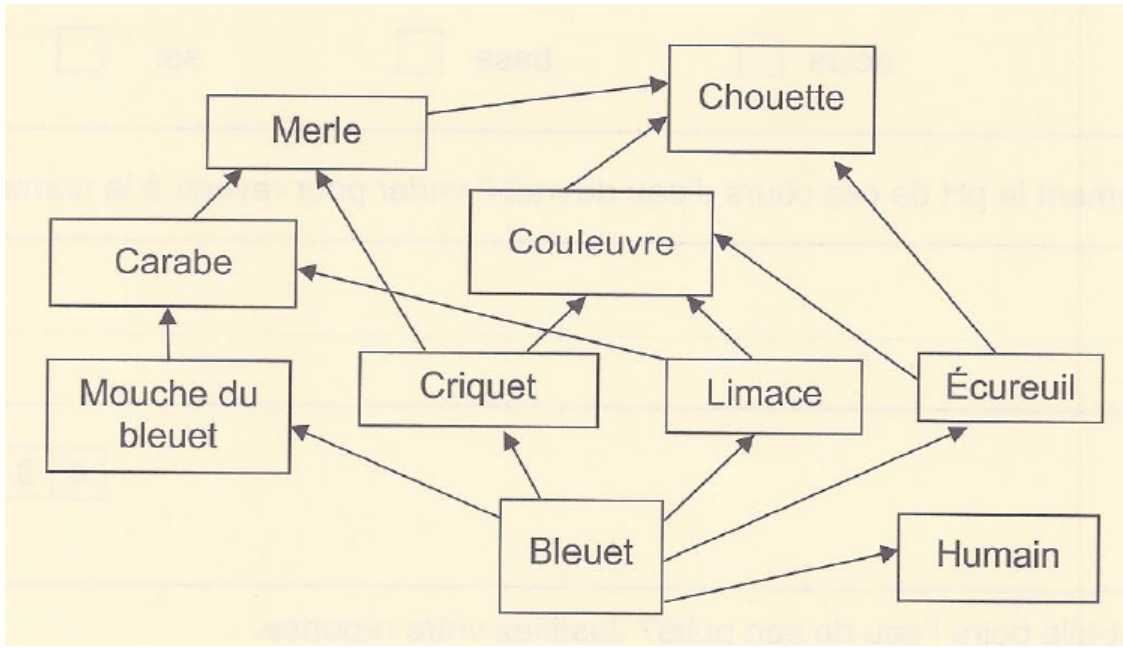 Chouette
Merle
Couleuvre
Carabe
Mouche du
bleuet
Criquet
Limace
Écureuil
Bleuet
Humain